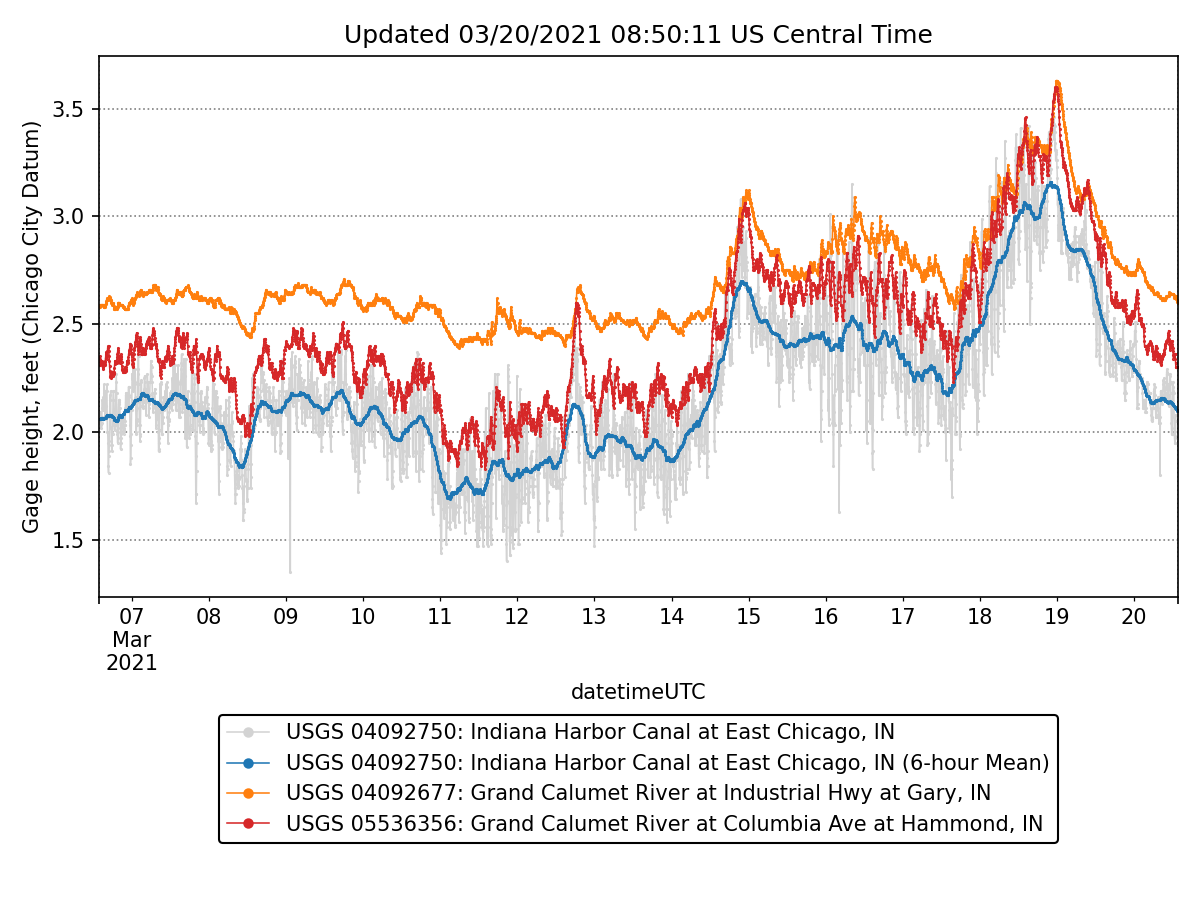 Updated 03/20/2021 08:50:11 US Central Time
Gage height, feet (Chicago City Datum)
3.5
3.0
2.5
2.0
1.5
07 08 09 10 11 12 13 14 15 16 17 18 19 20
Mar
2021
datetimeUTC
USGS 04092750: Indiana Harbor Canal at East Chicago, IN
USGS 04092750: Indiana Harbor Canal at East Chicago, IN (6-hour Mean)
USGS 04092677: Grand Calumet River at Industrial Hwy at Gary, IN
USGS 05536356: Grand Calumet River at Columbia Ave at Hammond, IN